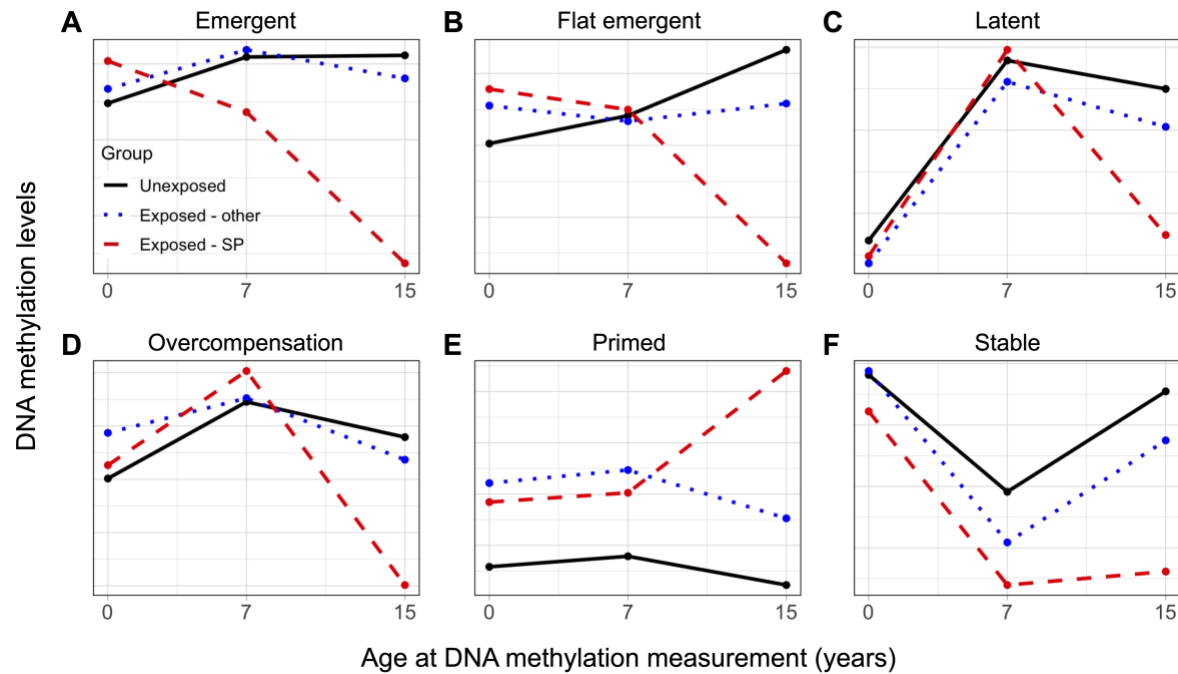 A Emergent
B Flat emergent
C Latent
Group
Unexposed
Exposed - other
Exposed - SP
0 7 15
0 7 15
0 7 15
D Overcompensation
E Primed
F Stable
0 7 15
0 7 15
0 7 15
DNA methylation levels
Age at DNA methylation measurement (years)